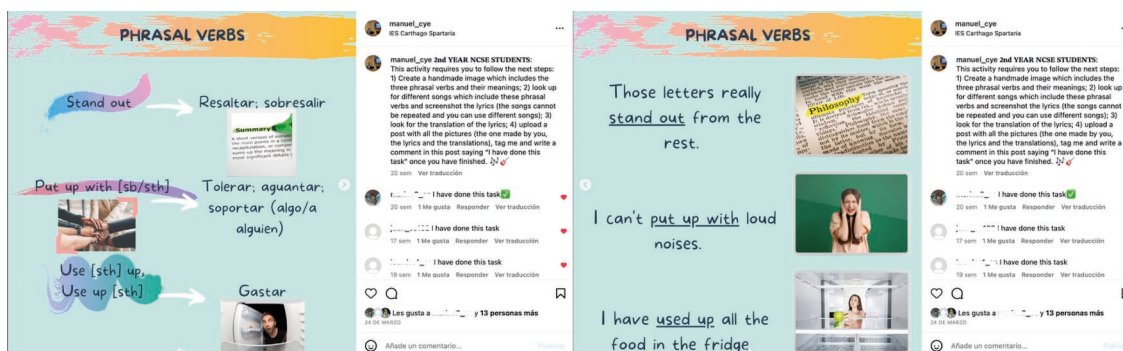 PHRASAL VERBS
Stand out
Resaltar; sobresalir
Summary
Put up with [sb/sth]
Tolerar; aguantar;
soportar (algo/a
alguien)
Use [sth] up,
Use up [sth]
Gastar
manuel_cye
IES Carthago Spartaria
manuel_cye 2nd YEAR NCSE STUDENTS:
This activity requires you to follow the next steps:
1) Create a handmade image which includes the
three phrasal verbs and their meanings; 2) look up
for different songs which include these phrasal
verbs and screenshot the lyrics (the songs cannot
be repeated and you can use different songs); 3)
look for the translation of the lyrics; 4) upload a
post with all the pictures (the one made by you,
the lyrics and the translations), tag me and write a
comment in this post saying "I have done this
task" once you have finished. 🎶🎸
20 sem Ver traducción
I have done this task✅
20 sem 1 Me gusta Responder Ver traducción
I have done this task
17 sem 1 Me gusta Responder Ver traducción
I have done this task
19 sem 1 Me gusta Responder Ver traducción
Les gusta a y 13 personas más
24 DE MARZO
Añade un comentario...
Publicar
PHRASAL VERBS
Those letters really
stand out from the
rest.
Philosophy
I can't put up with loud
noises.
I have used up all the
food in the fridge
manuel_cye
IES Carthago Spartaria
manuel_cye 2nd YEAR NCSE STUDENTS:
This activity requires you to follow the next steps:
1) Create a handmade image which includes the
three phrasal verbs and their meanings; 2) look up
for different songs which include these phrasal
verbs and screenshot the lyrics (the songs cannot
be repeated and you can use different songs); 3)
look for the translation of the lyrics; 4) upload a
post with all the pictures (the one made by you,
the lyrics and the translations), tag me and write a
comment in this post saying "I have done this
task" once you have finished. 🎶🎸
20 sem Ver traducción
I have done this task✅
20 sem 1 Me gusta Responder Ver traducción
I have done this task
17 sem 1 Me gusta Responder Ver traducción
I have done this task
19 sem 1 Me gusta Responder Ver traducción
Les gusta a y 13 personas más
24 DE MARZO
Añade un comentario...